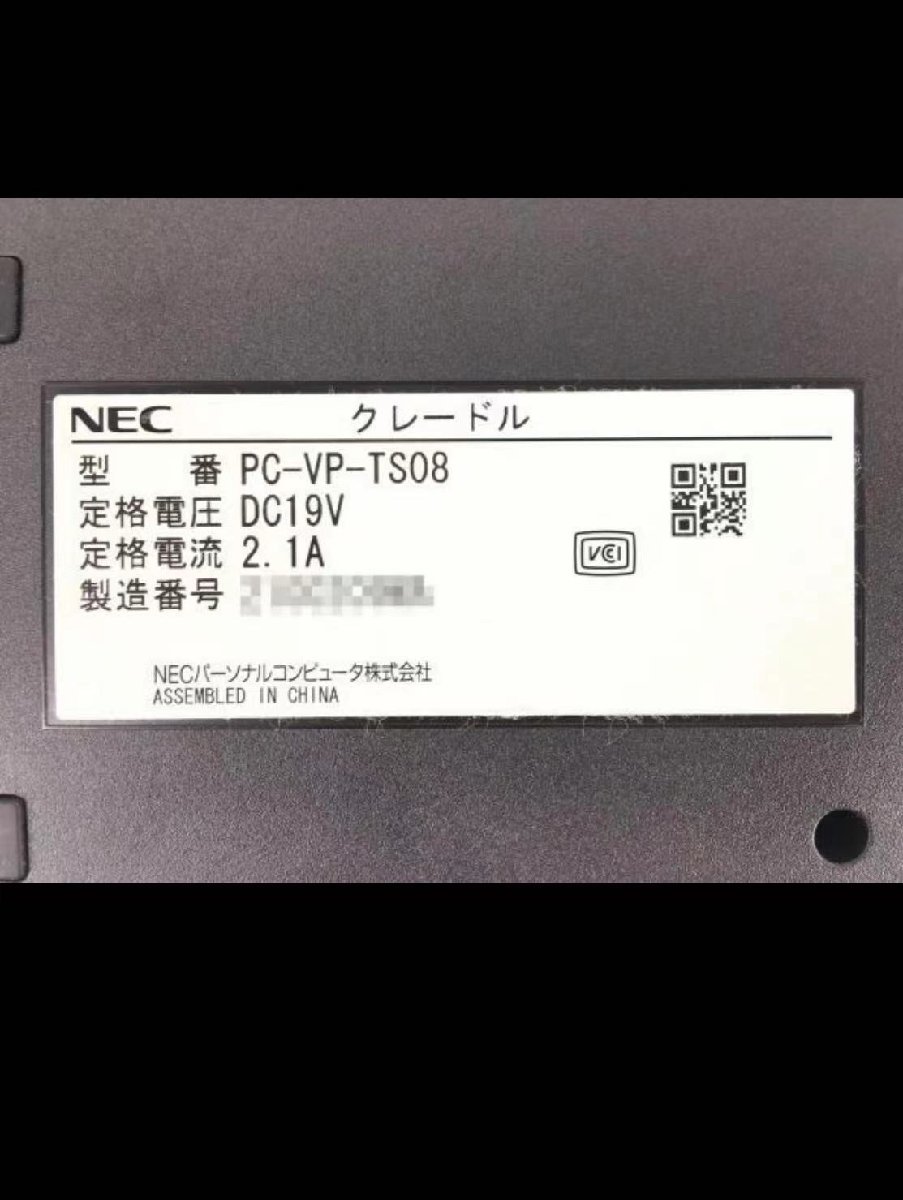 NEC クレードル
型　　番 PC-VP-TS08
定格電圧 DC19V
定格電流 2.1A
製造番号
VCI
NECパーソナルコンピュータ株式会社
ASSEMBLED IN CHINA